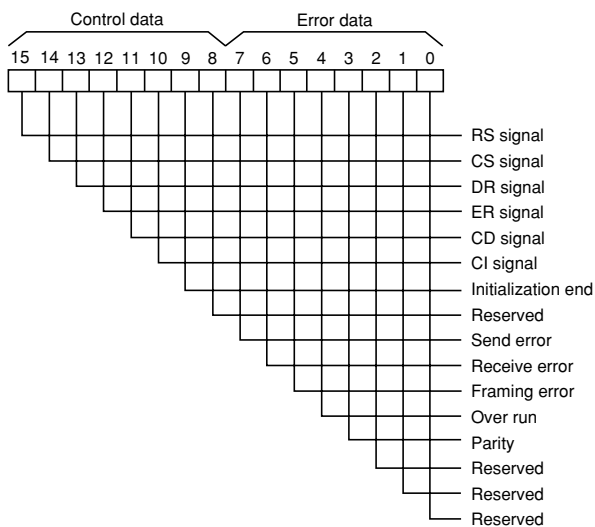 Control data Error data
15 14 13 12 11 10 9 8 7 6 5 4 3 2 1 0
RS signal
CS signal
DR signal
ER signal
CD signal
CI signal
Initialization end
Reserved
Send error
Receive error
Framing error
Over run
Parity
Reserved
Reserved
Reserved